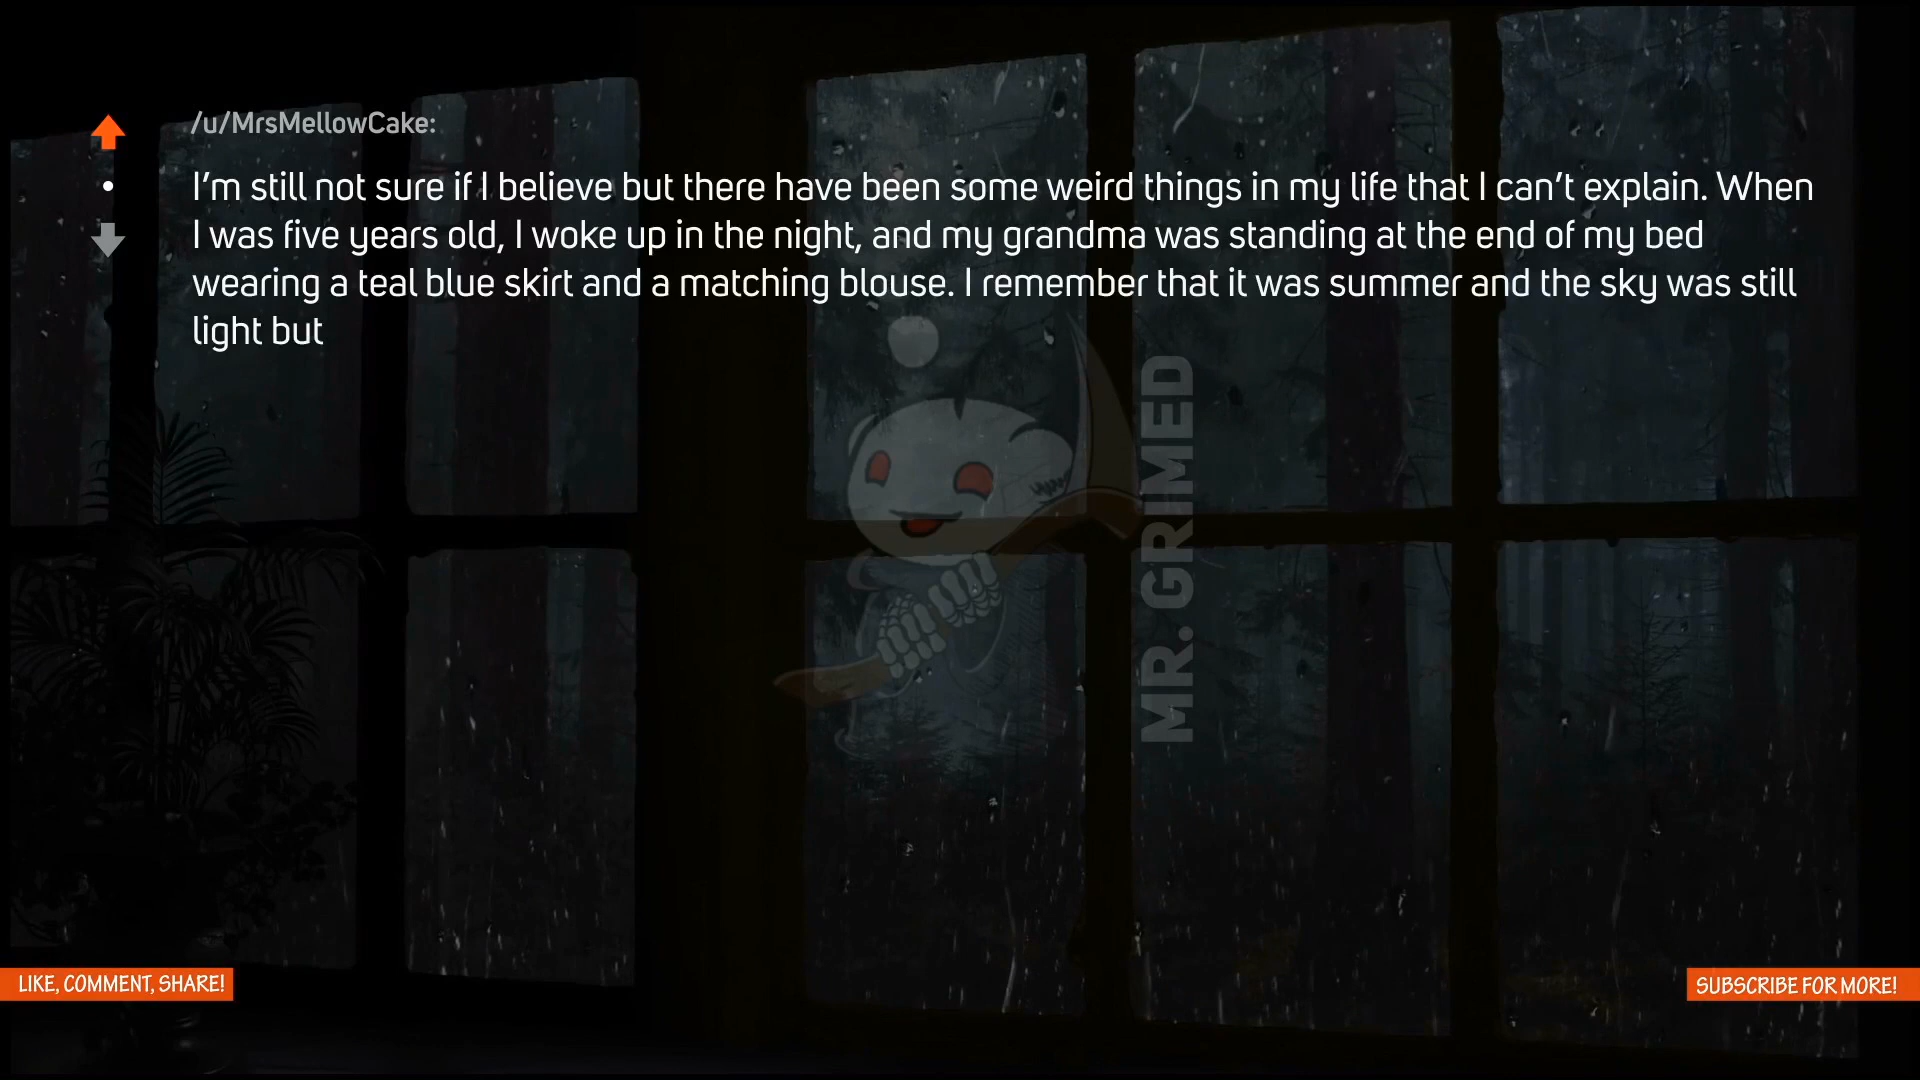 /u/MrsMellowCake:
I'm still not sure if I believe but there have been some weird things in my life that I can't explain. When
I was five years old, I woke up in the night, and my grandma was standing at the end of my bed
wearing a teal blue skirt and a matching blouse. I remember that it was summer and the sky was still
light but
MR. GRIMED
LIKE, COMMENT, SHARE!
SUBSCRIBE FOR MORE!